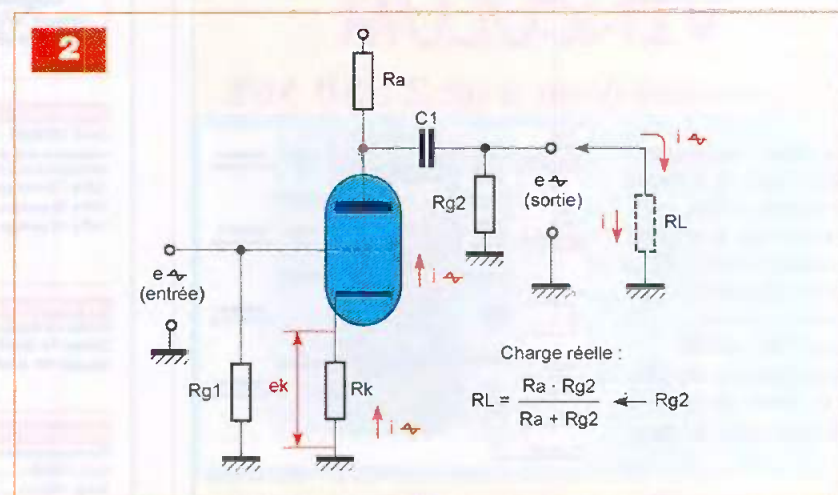 2
Ra
C1
Rg2
e
(sortie)
i
i
RL
e
(entrée)
i
Rg1
ek
Rk
i
Charge réelle :
RL = Ra · Rg2 / Ra + Rg2 ← Rg2